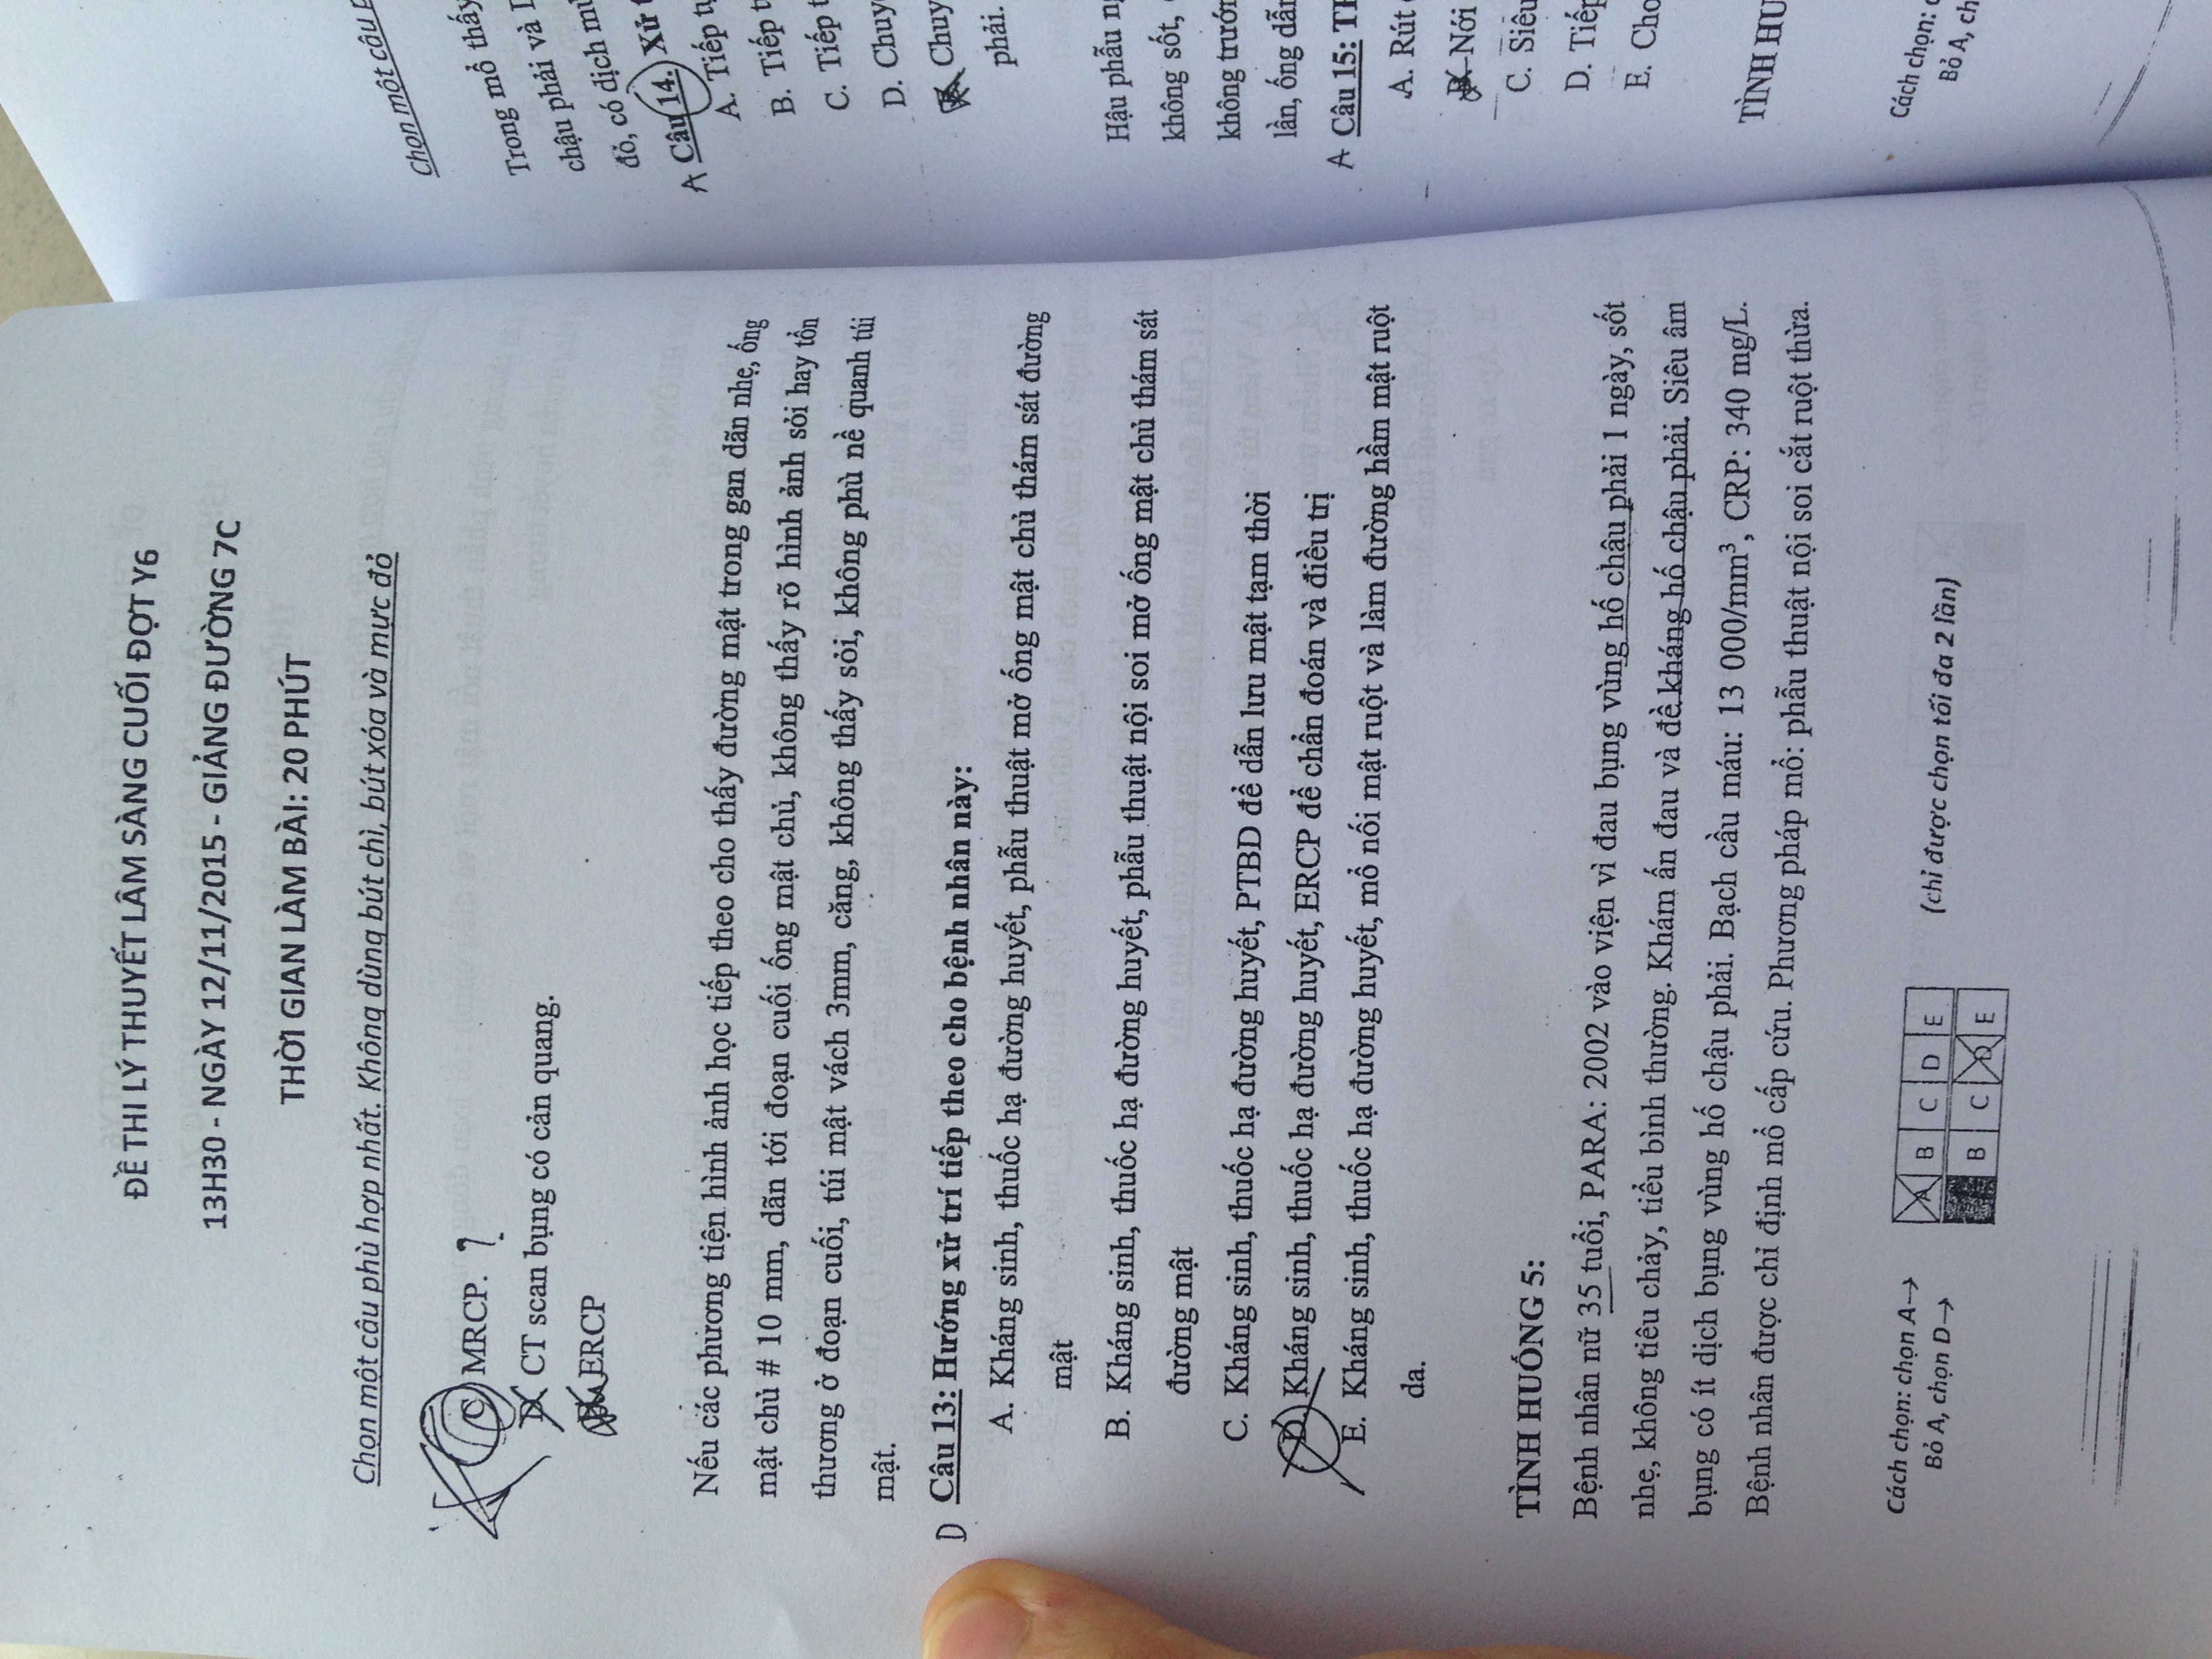 ĐỀ THI LÝ THUYẾT LÂM SÀNG CUỐI ĐỢT Y6
13H30 - NGÀY 12/11/2015 - GIẢNG ĐƯỜNG 7C
THỜI GIAN LÀM BÀI: 20 PHÚT
Chọn một câu phù hợp nhất. Không dùng bút chì, bút xóa và mực đỏ
C. MRCP. ?
D. CT scan bụng có cản quang.
E. ERCP
Nếu các phương tiện hình ảnh học tiếp theo cho thấy đường mật trong gan dãn nhẹ, ống
mật chủ # 10 mm, dãn tới đoạn cuối ống mật chủ, không thấy rõ hình ảnh sỏi hay tổn
thương ở đoạn cuối, túi mật vách 3mm, căng, không thấy sỏi, không phù nề quanh túi
mật.
D Câu 13: Hướng xử trí tiếp theo cho bệnh nhân này:
A. Kháng sinh, thuốc hạ đường huyết, phẫu thuật mở ống mật chủ thám sát đường
mật
B. Kháng sinh, thuốc hạ đường huyết, phẫu thuật nội soi mở ống mật chủ thám sát
đường mật
C. Kháng sinh, thuốc hạ đường huyết, PTBD để dẫn lưu mật tạm thời
D. Kháng sinh, thuốc hạ đường huyết, ERCP để chẩn đoán và điều trị
E. Kháng sinh, thuốc hạ đường huyết, mổ nối mật ruột và làm đường hầm mật ruột
da.
TÌNH HUỐNG 5:
Bệnh nhân nữ 35 tuổi, PARA: 2002 vào viện vì đau bụng vùng hố chậu phải 1 ngày, sốt
nhẹ, không tiêu chảy, tiểu bình thường. Khám ấn đau và đề kháng hố chậu phải. Siêu âm
bụng có ít dịch bụng vùng hố chậu phải. Bạch cầu máu: 13 000/mm³, CRP: 340 mg/L.
Bệnh nhân được chỉ định mổ cấp cứu. Phương pháp mổ: phẫu thuật nội soi cắt ruột thừa.
Cách chọn: chọn A→
A B C D E
(chỉ được chọn tối đa 2 lần)
Bỏ A, chọn D→
B C D E
Chọn một câu
Trong mổ thấy
chậu phải và
đỏ, có dịch
A Câu 14. Xử
A. Tiếp
B. Tiếp
C. Tiếp
D.
phải.
Hậu phẫu
không sốt,
không
lần, ống
A Câu 15:
A. Rút
B. Nới
C.
D.
E.
TÌNH
Cách chọn:
Bỏ A,